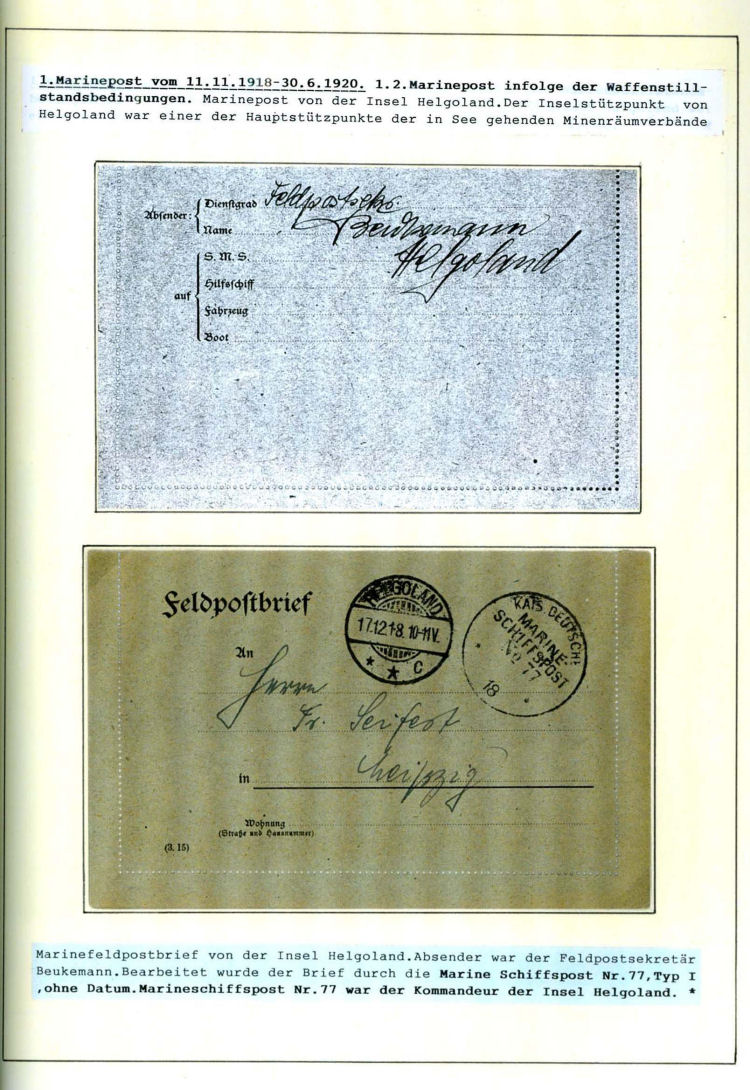 1.Marinepost vom 11.11.1918-30.6.1920. 1.2.Marinepost infolge der Waffenstill-
standsbedingungen. Marinepost von der Insel Helgoland.Der Inselstützpunkt von
Helgoland war einer der Hauptstützpunkte der in See gehenden Minenräumverbände
Absender:
Dienstgrad Feldpostsekr.
Name Beukemann
Helgoland
auf
S. M. S.
Hilfsschiff
Fahrzeug
Boot
Feldpostbrief
HELGOLAND
17.12.18. 10-11V.
* * C
KAIS. DEUTSCHE
MARINE-
SCHIFFSPOST
No 77
18 *
An
Herrn
Fr. Seifert
in Leipzig
Wohnung
(Straße und Hausnummer)
(3. 15)
Marinefeldpostbrief von der Insel Helgoland.Absender war der Feldpostsekretär
Beukemann.Bearbeitet wurde der Brief durch die Marine Schiffspost Nr.77,Typ I
,ohne Datum.Marineschiffspost Nr.77 war der Kommandeur der Insel Helgoland. *